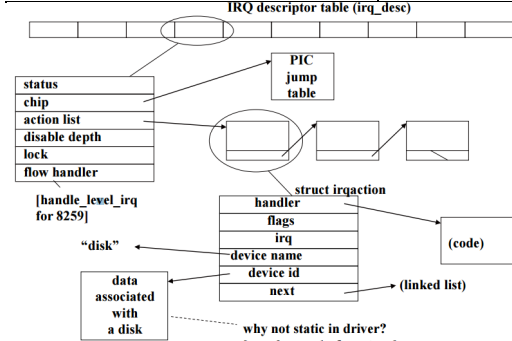 IRQ descriptor table (irq_desc)
PIC
jump
table
status
chip
action list
disable depth
lock
flow handler
[handle_level_irq
for 8259]
struct irqaction
handler
flags
irq
device name
device id
next
“disk”
(code)
(linked list)
data
associated
with
a disk
why not static in driver?